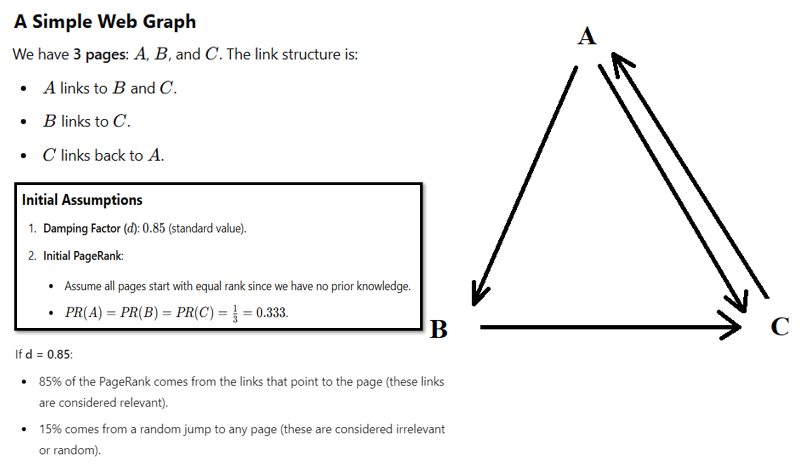 A Simple Web Graph
We have 3 pages: A, B, and C. The link structure is:
• A links to B and C.
• B links to C.
• C links back to A.
Initial Assumptions
1. Damping Factor (d): 0.85 (standard value).
2. Initial PageRank:
• Assume all pages start with equal rank since we have no prior knowledge.
• PR(A) = PR(B) = PR(C) = 1/3 = 0.333.
If d = 0.85:
• 85% of the PageRank comes from the links that point to the page (these links
are considered relevant).
• 15% comes from a random jump to any page (these are considered irrelevant
or random).
A
B
C